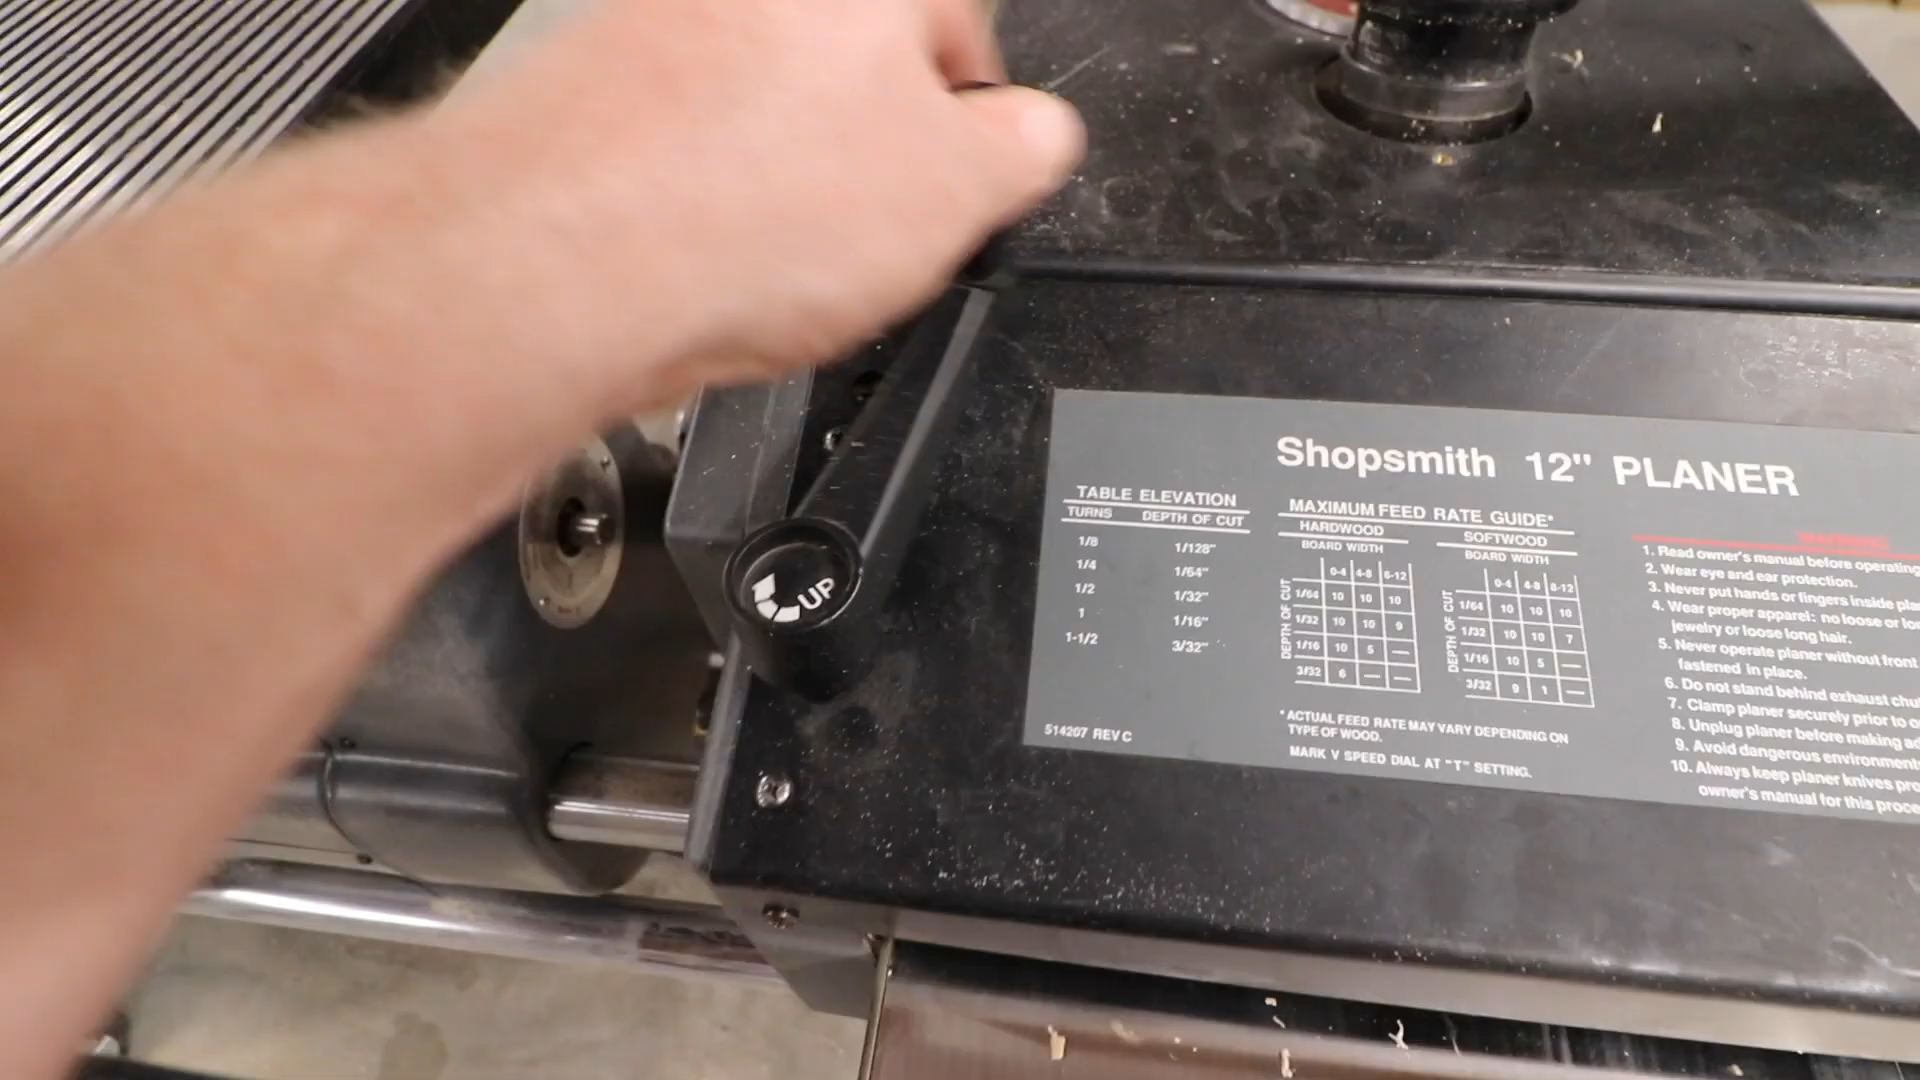 UP
Shopsmith 12" PLANER
TABLE ELEVATION
TURNS DEPTH OF CUT
1/8 1/128"
1/4 1/64"
1/2 1/32"
1 1/16"
1-1/2 3/32"
514207 REV C
MAXIMUM FEED RATE GUIDE*
HARDWOOD
BOARD WIDTH
0-4 4-8 8-12
DEPTH OF CUT
1/64 10 10 10
1/32 10 10 9
1/16 10 5 —
3/32 6 — —
SOFTWOOD
BOARD WIDTH
0-4 4-8 8-12
DEPTH OF CUT
1/64 10 10 10
1/32 10 10 7
1/16 10 5 —
3/32 9 1 —
*ACTUAL FEED RATE MAY VARY DEPENDING ON
TYPE OF WOOD.
MARK V SPEED DIAL AT "T" SETTING.
WARNING
1. Read owner's manual before operating
2. Wear eye and ear protection.
3. Never put hands or fingers inside
4. Wear proper apparel: no loose or
jewelry or loose long hair.
5. Never operate planer without front
fastened in place.
6. Do not stand behind exhaust
7. Clamp planer securely prior to
8. Unplug planer before making
9. Avoid dangerous
10. Always keep planer knives
owner's manual for this